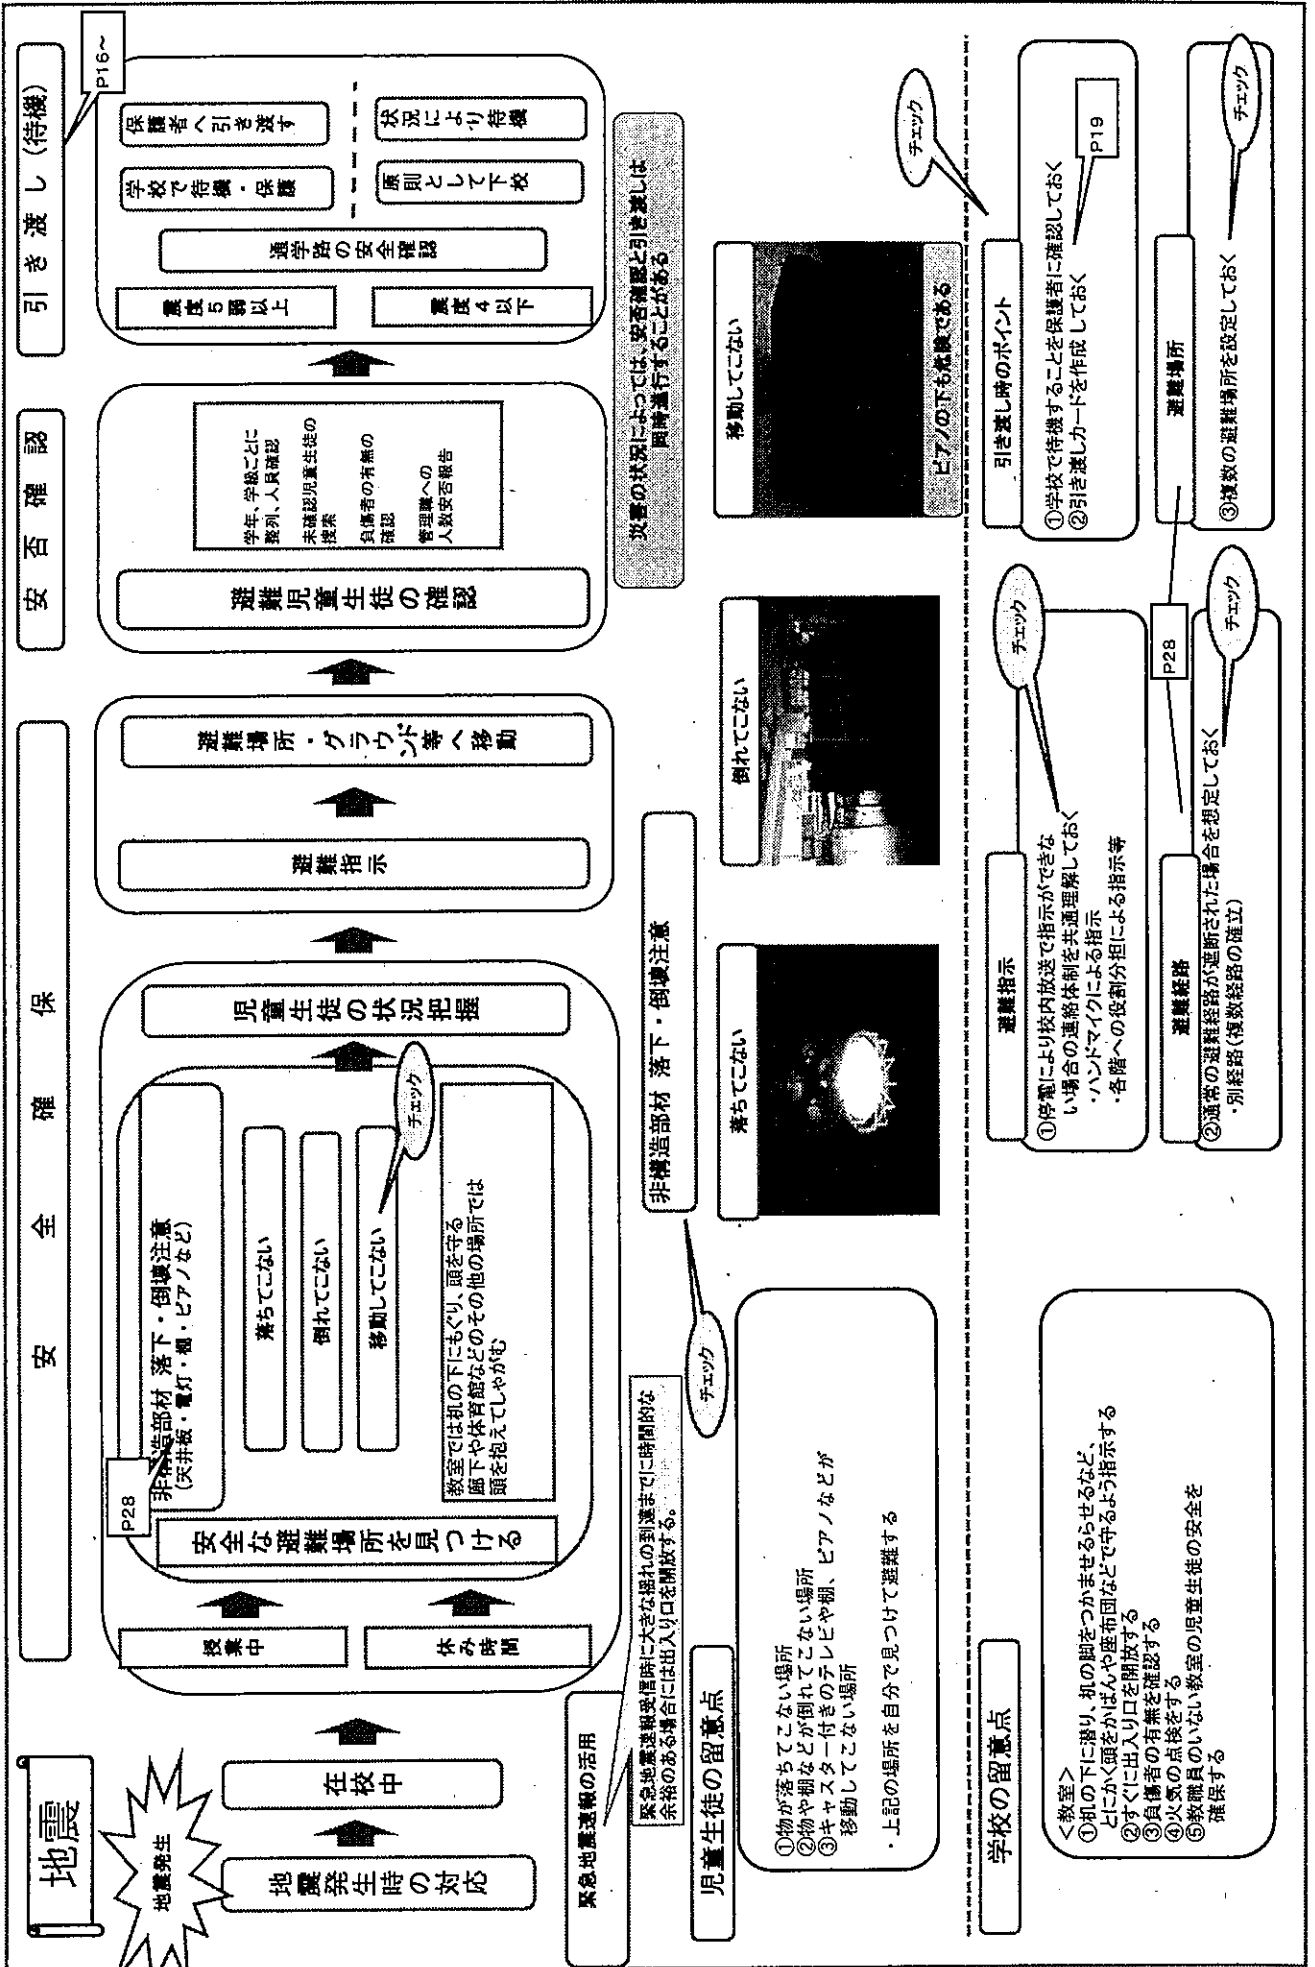 地震
地震発生
地震発生時の対応
在校中
安全確保
授業中
休み時間
安全な避難場所を見つける
P28
非構造部材 落下・倒壊注意
(天井板・電灯・棚・ピアノなど)
落ちてこない
倒れてこない
移動してこない
チェック
教室では机の下にもぐり、頭を守る
廊下や体育館などのその他の場所では
頭を抱えてしゃがむ
児童生徒の状況把握
避難指示
避難場所・グラウンド等へ移動
安否確認
避難児童生徒の確認
学年、学級ごとに
整列、人員確認
未確認児童生徒の
捜索
負傷者の有無の
確認
管理職への
人数安否報告
引き渡し(待機)
P16~
震度5弱以上
震度4以下
通学路の安全確認
学校で待機・保護
保護者へ引き渡す
原則として下校
状況により待機
災害の状況によっては、安否確認と引き渡しは
同時進行することがある
緊急地震速報の活用
緊急地震速報受信時に大きな揺れの到達までに時間的な
余裕のある場合には出入り口を開放する。
児童生徒の留意点
①物が落ちてこない場所
②物や棚などが倒れてこない場所
③キャスター付きのテレビや棚、ピアノなどが
移動してこない場所
・上記の場所を自分で見つけて避難する
チェック
非構造部材 落下・倒壊注意
落ちてこない
倒れてこない
移動してこない
ピアノの下も危険である
学校の留意点
<教室>
①机の下に潜り、机の脚をつかませるらせるなど、
とにかく頭をかばんや座布団などで守るよう指示する
②すぐに出入り口を開放する
③負傷者の有無を確認する
④火気の点検をする
⑤教職員のいない教室の児童生徒の安全を
確保する
避難指示
①停電により校内放送で指示ができな
い場合の連絡体制を共通理解しておく
・ハンドマイクによる指示
・各階への役割分担による指示等
チェック
避難経路
②通常の避難経路が遮断された場合を想定しておく
・別経路(複数経路の確立)
チェック
P28
引き渡し時のポイント
①学校で待機することを保護者に確認しておく
②引き渡しカードを作成しておく
チェック
P19
避難場所
③複数の避難場所を設定しておく
チェック